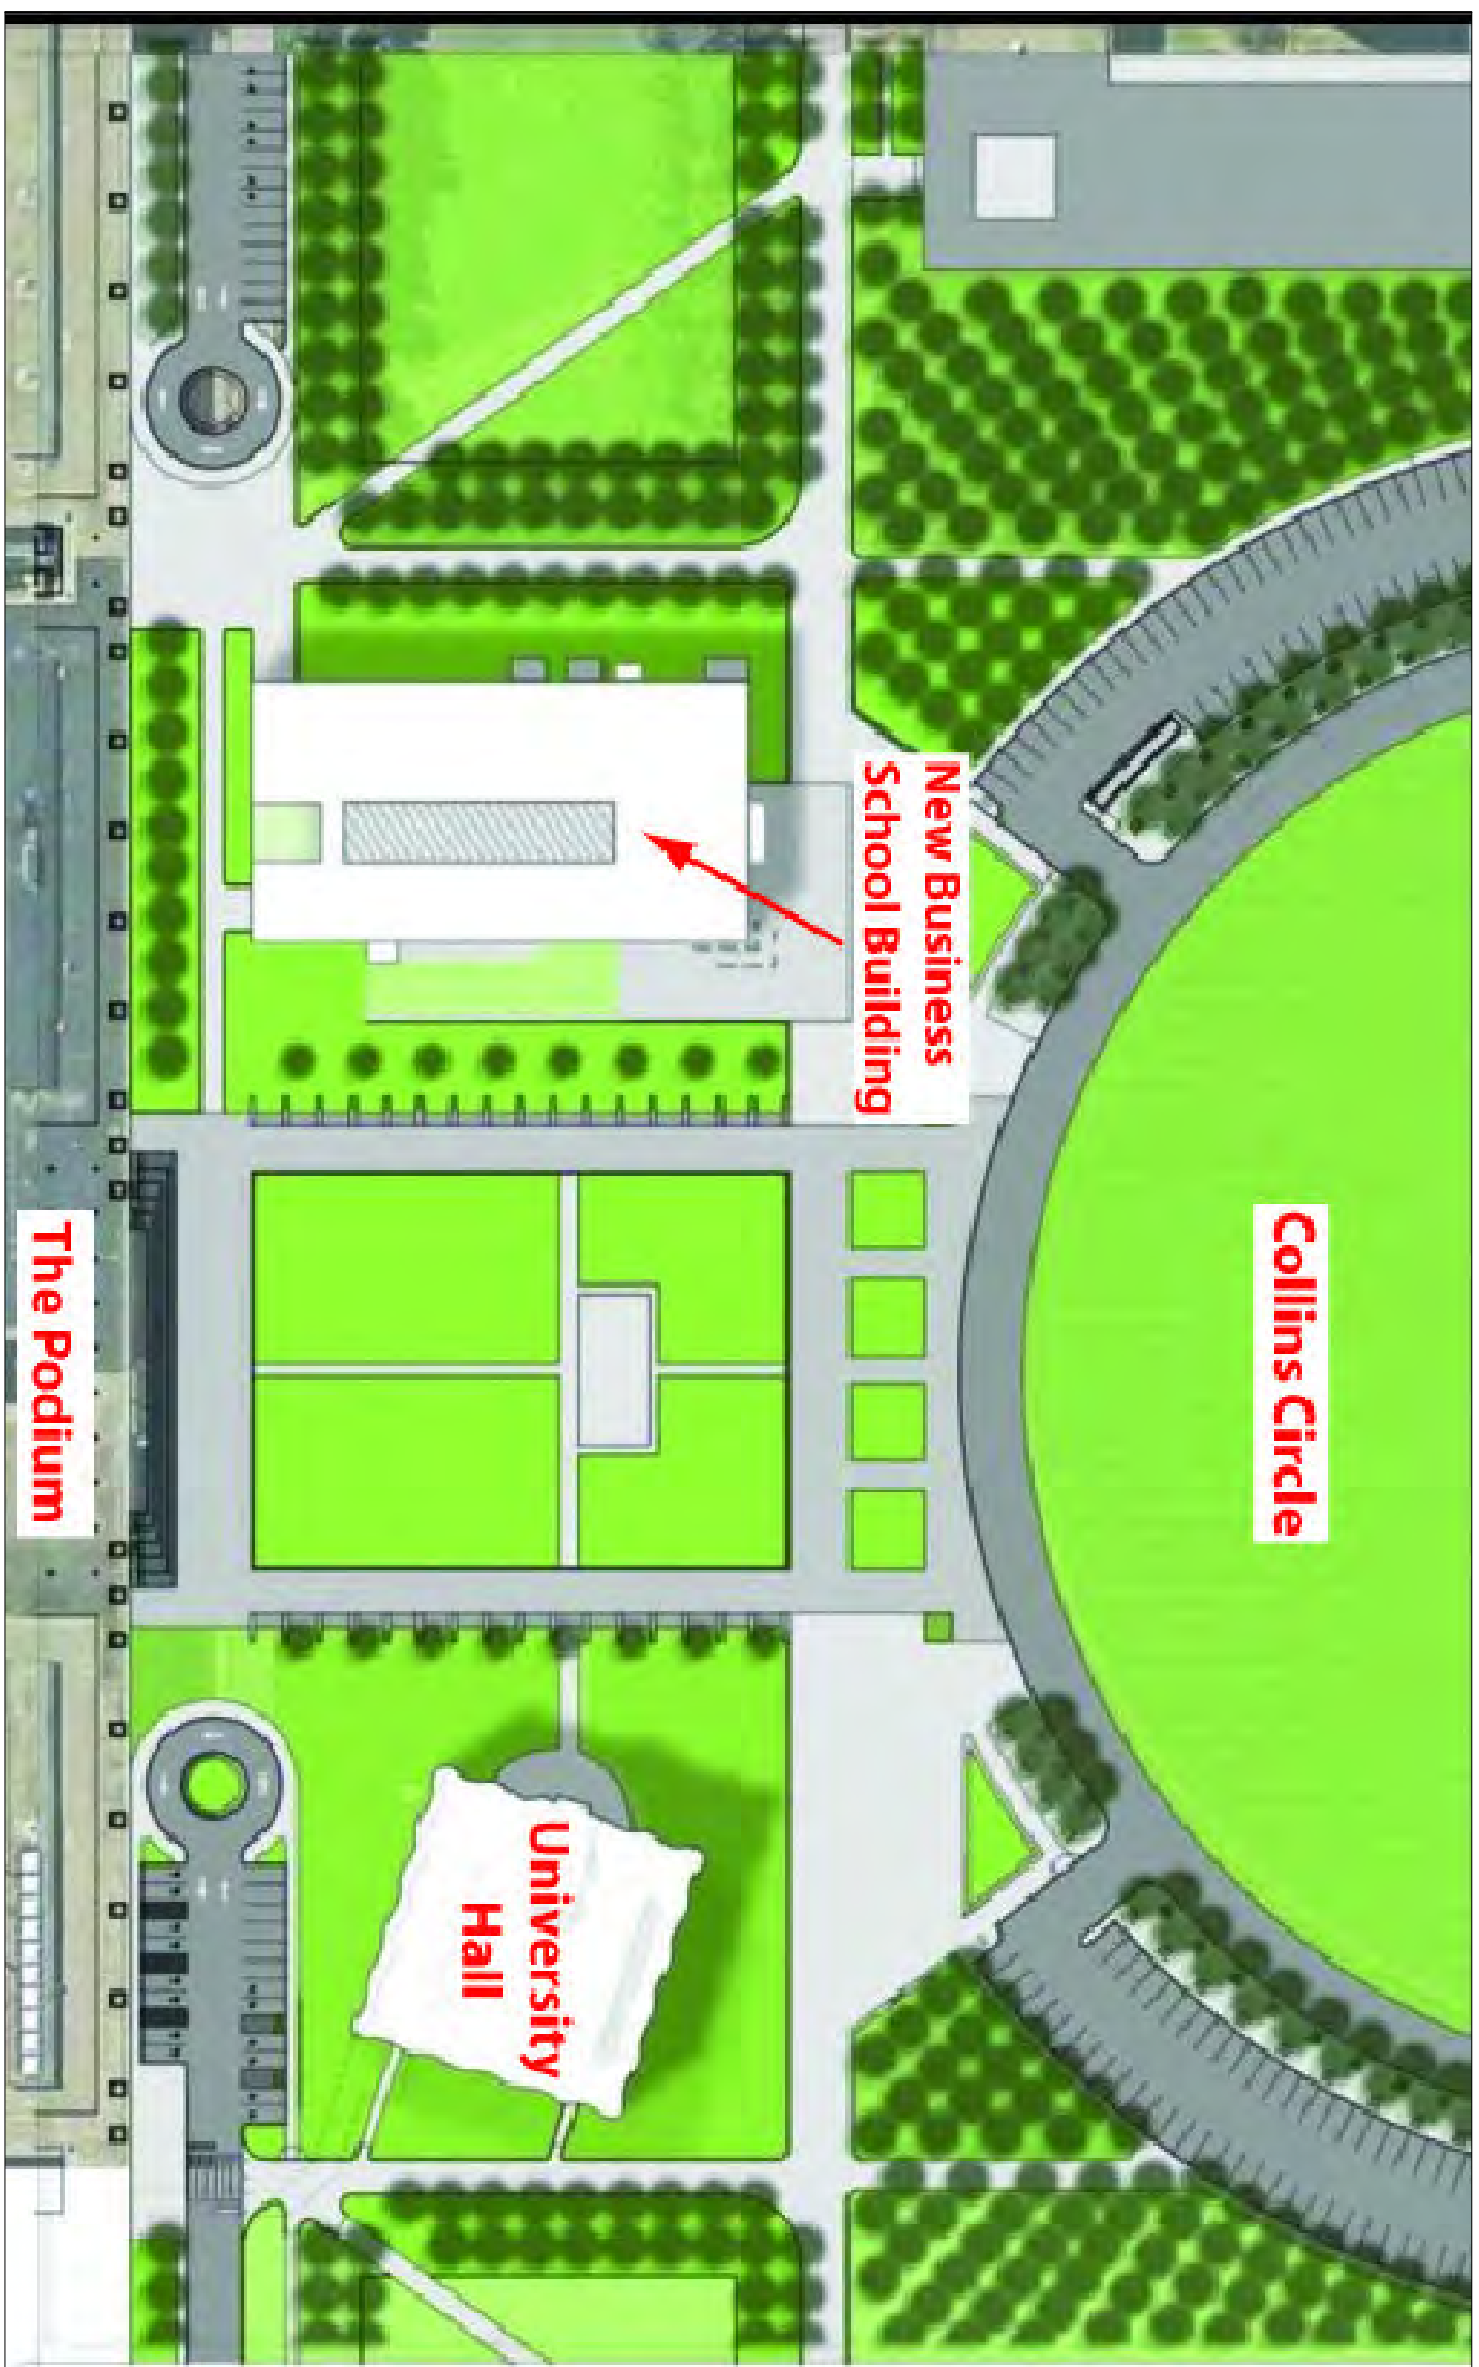 Collins Circle
New Business
School Building
University
Hall
The Podium